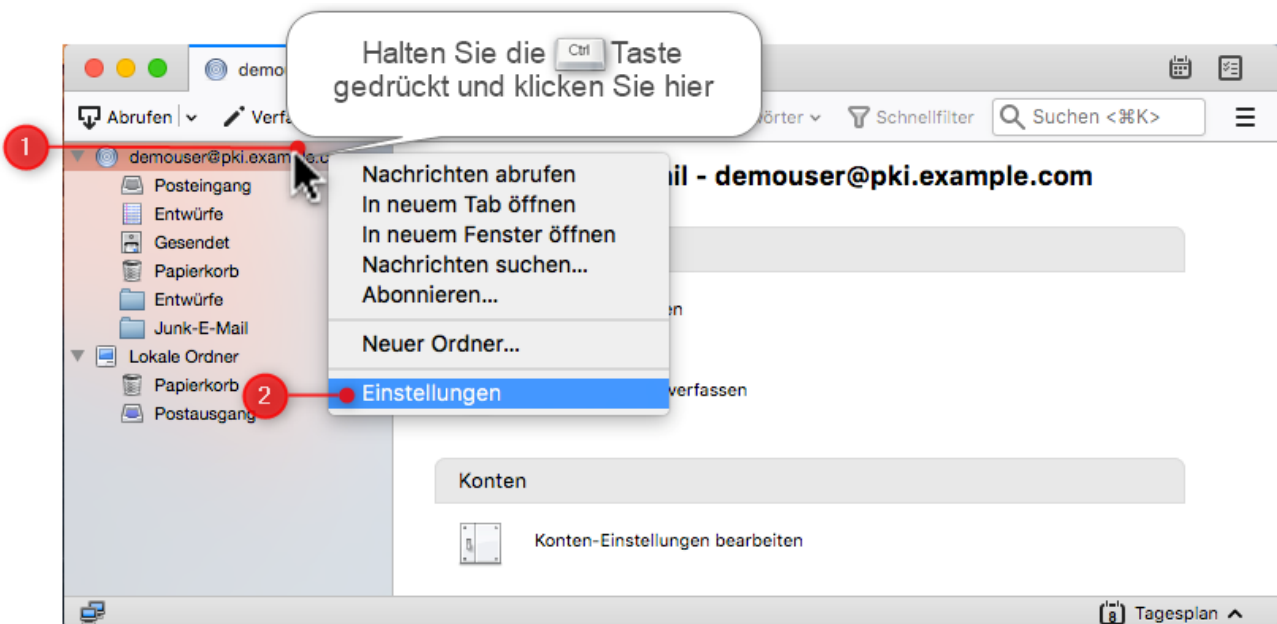 Halten Sie die Ctrl Taste
gedrückt und klicken Sie hier
Abrufen
Suchen <⌘K>
Schnellfilter
1
demouser@pki.example.c
Posteingang
Entwürfe
Gesendet
Papierkorb
Entwürfe
Junk-E-Mail
Lokale Ordner
Papierkorb
Postausgang
Nachrichten abrufen
In neuem Tab öffnen
In neuem Fenster öffnen
Nachrichten suchen...
Abonnieren...
Neuer Ordner...
2
Einstellungen
- demouser@pki.example.com
verfassen
Konten
Konten-Einstellungen bearbeiten
8
Tagesplan